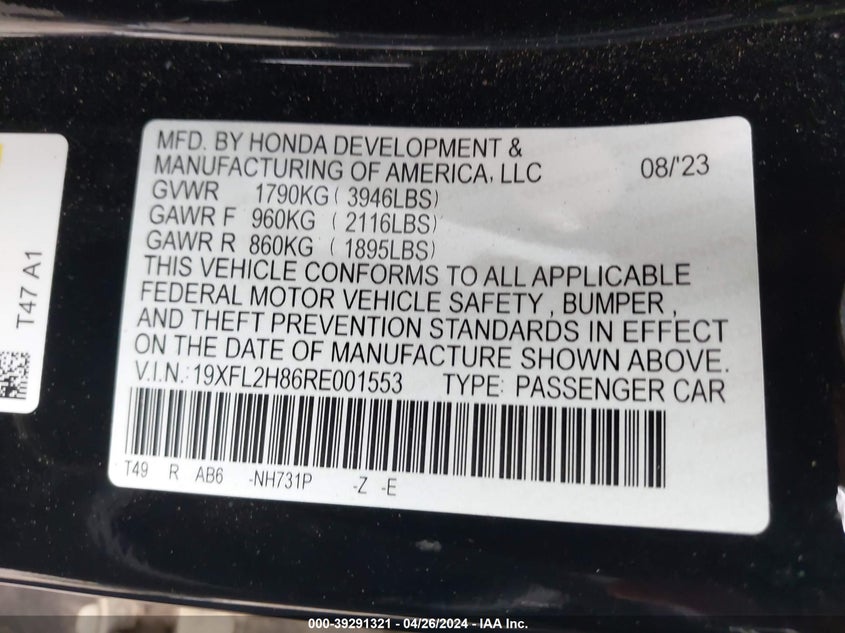 MFD. BY HONDA DEVELOPMENT &
MANUFACTURING OF AMERICA, LLC 08/'23
GVWR 1790KG ( 3946LBS)
GAWR F 960KG ( 2116LBS)
GAWR R 860KG ( 1895LBS)
THIS VEHICLE CONFORMS TO ALL APPLICABLE
FEDERAL MOTOR VEHICLE SAFETY , BUMPER ,
AND THEFT PREVENTION STANDARDS IN EFFECT
ON THE DATE OF MANUFACTURE SHOWN ABOVE.
V.I.N.: 19XFL2H86RE001553 TYPE: PASSENGER CAR
T49 R AB6 -NH731P -Z -E
T47 A1
000-39291321 - 04/26/2024 - IAA Inc.